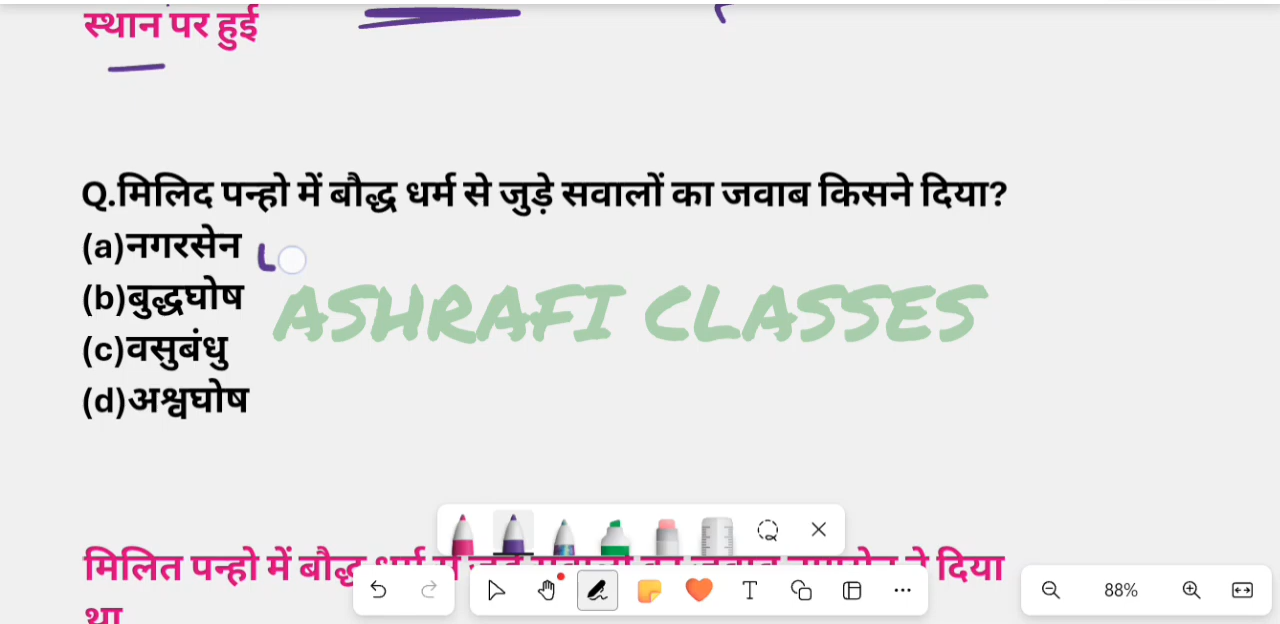 स्थान पर हुई
Q.मिलिद पन्हो में बौद्ध धर्म से जुड़े सवालों का जवाब किसने दिया?
(a)नगरसेन
(b)बुद्धघोष
ASHRAFI CLASSES
(c)वसुबंधु
(d)अश्वघोष
मिलित पन्हो में बौद्ध दिया
था
88%